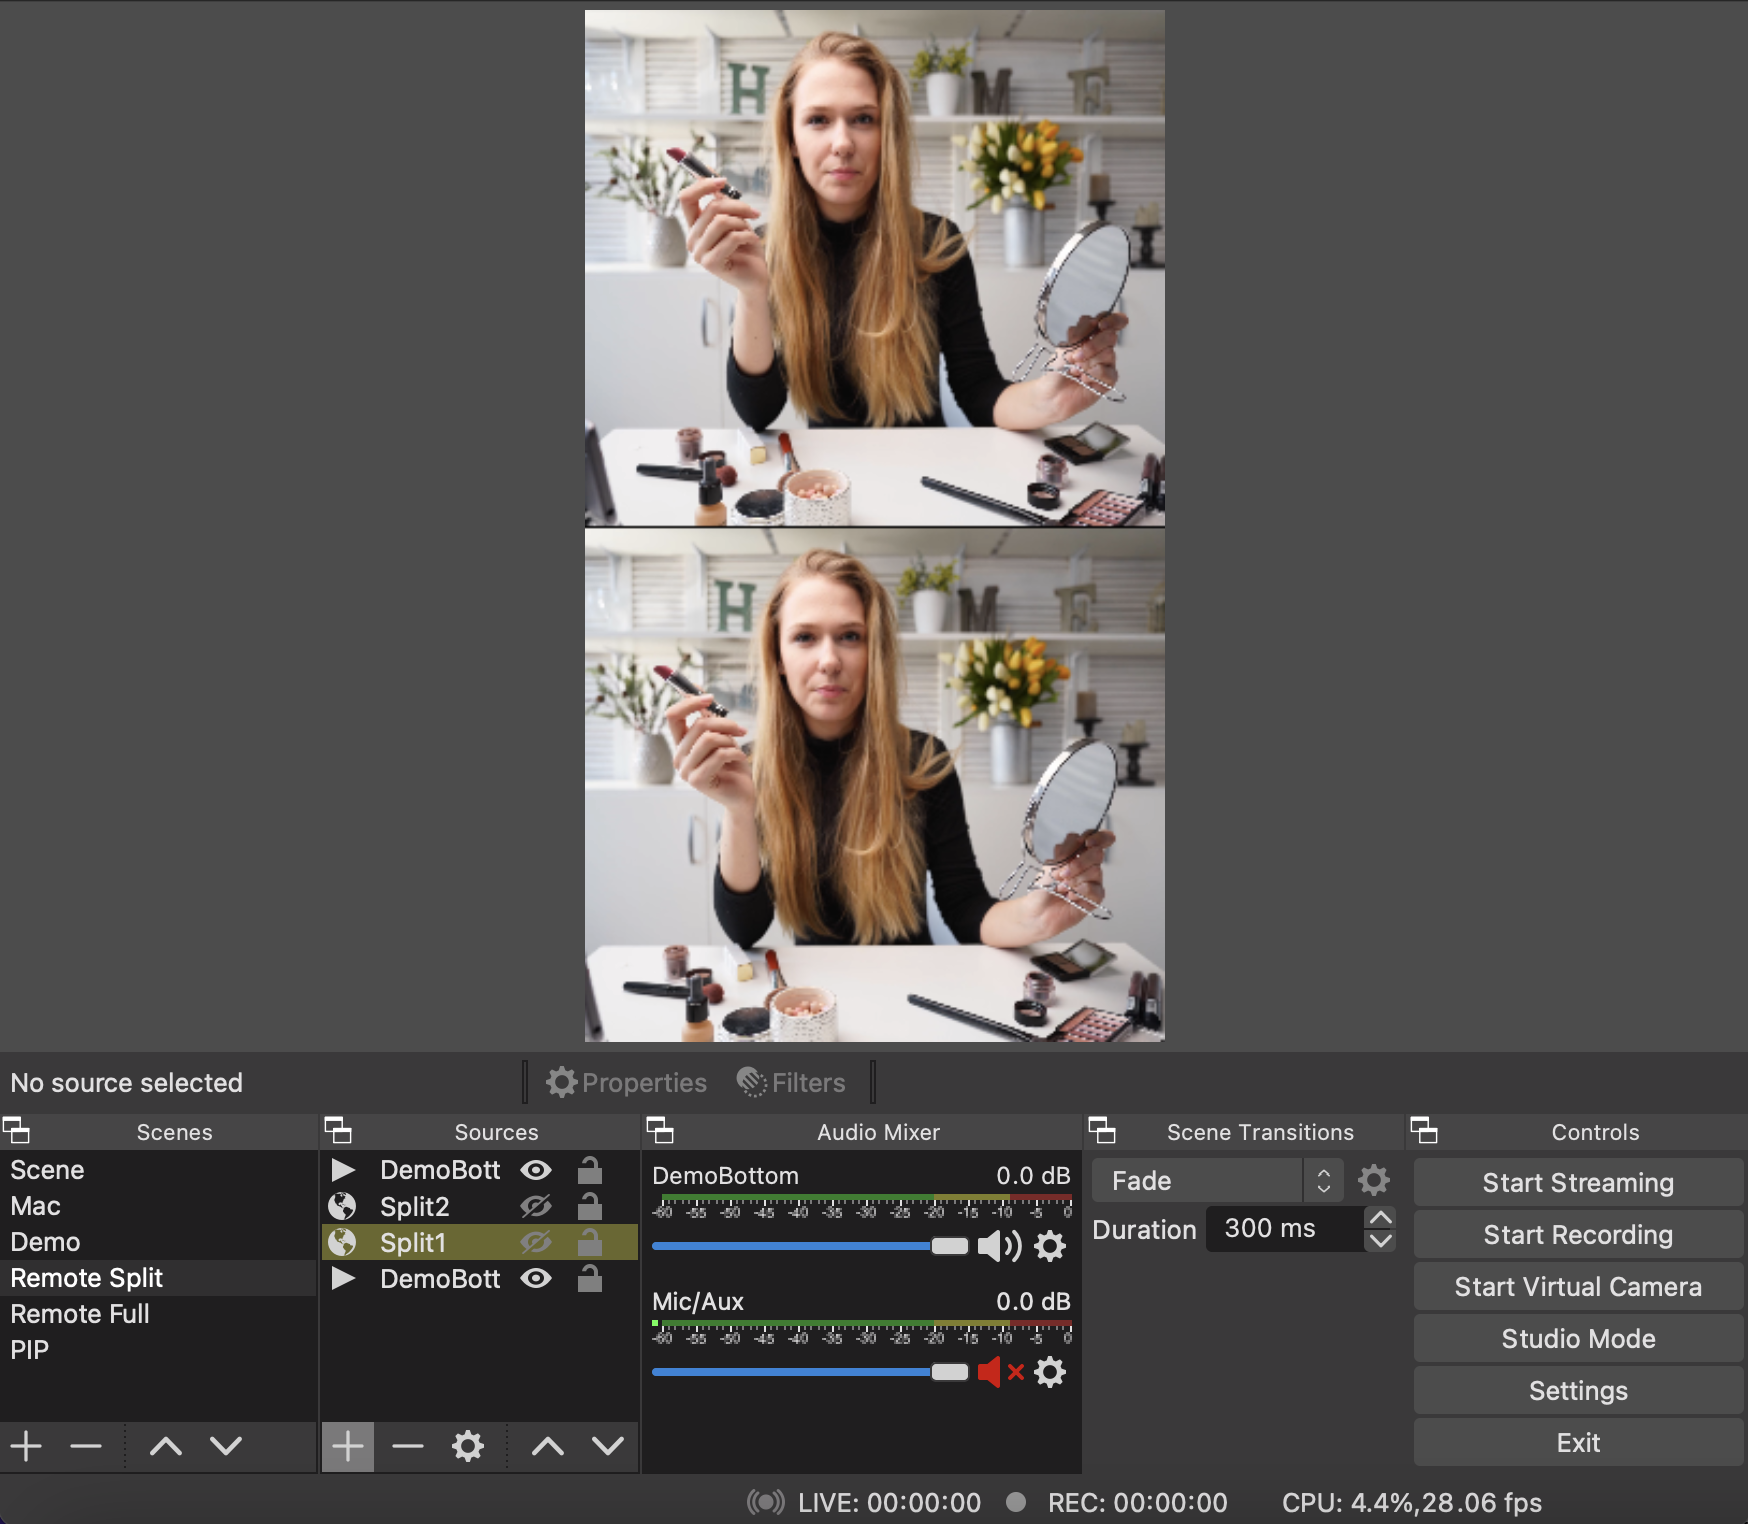 H M E
H M E
No source selected
Properties
Filters
Scenes
Scene
Mac
Demo
Remote Split
Remote Full
PIP
Sources
DemoBott
Split2
Split1
DemoBott
Audio Mixer
DemoBottom 0.0 dB
-60 -55 -50 -45 -40 -35 -30 -25 -20 -15 -10 -5 0
Mic/Aux 0.0 dB
-60 -55 -50 -45 -40 -35 -30 -25 -20 -15 -10 -5 0
Scene Transitions
Fade
Duration 300 ms
Controls
Start Streaming
Start Recording
Start Virtual Camera
Studio Mode
Settings
Exit
LIVE: 00:00:00 REC: 00:00:00 CPU: 4.4%,28.06 fps